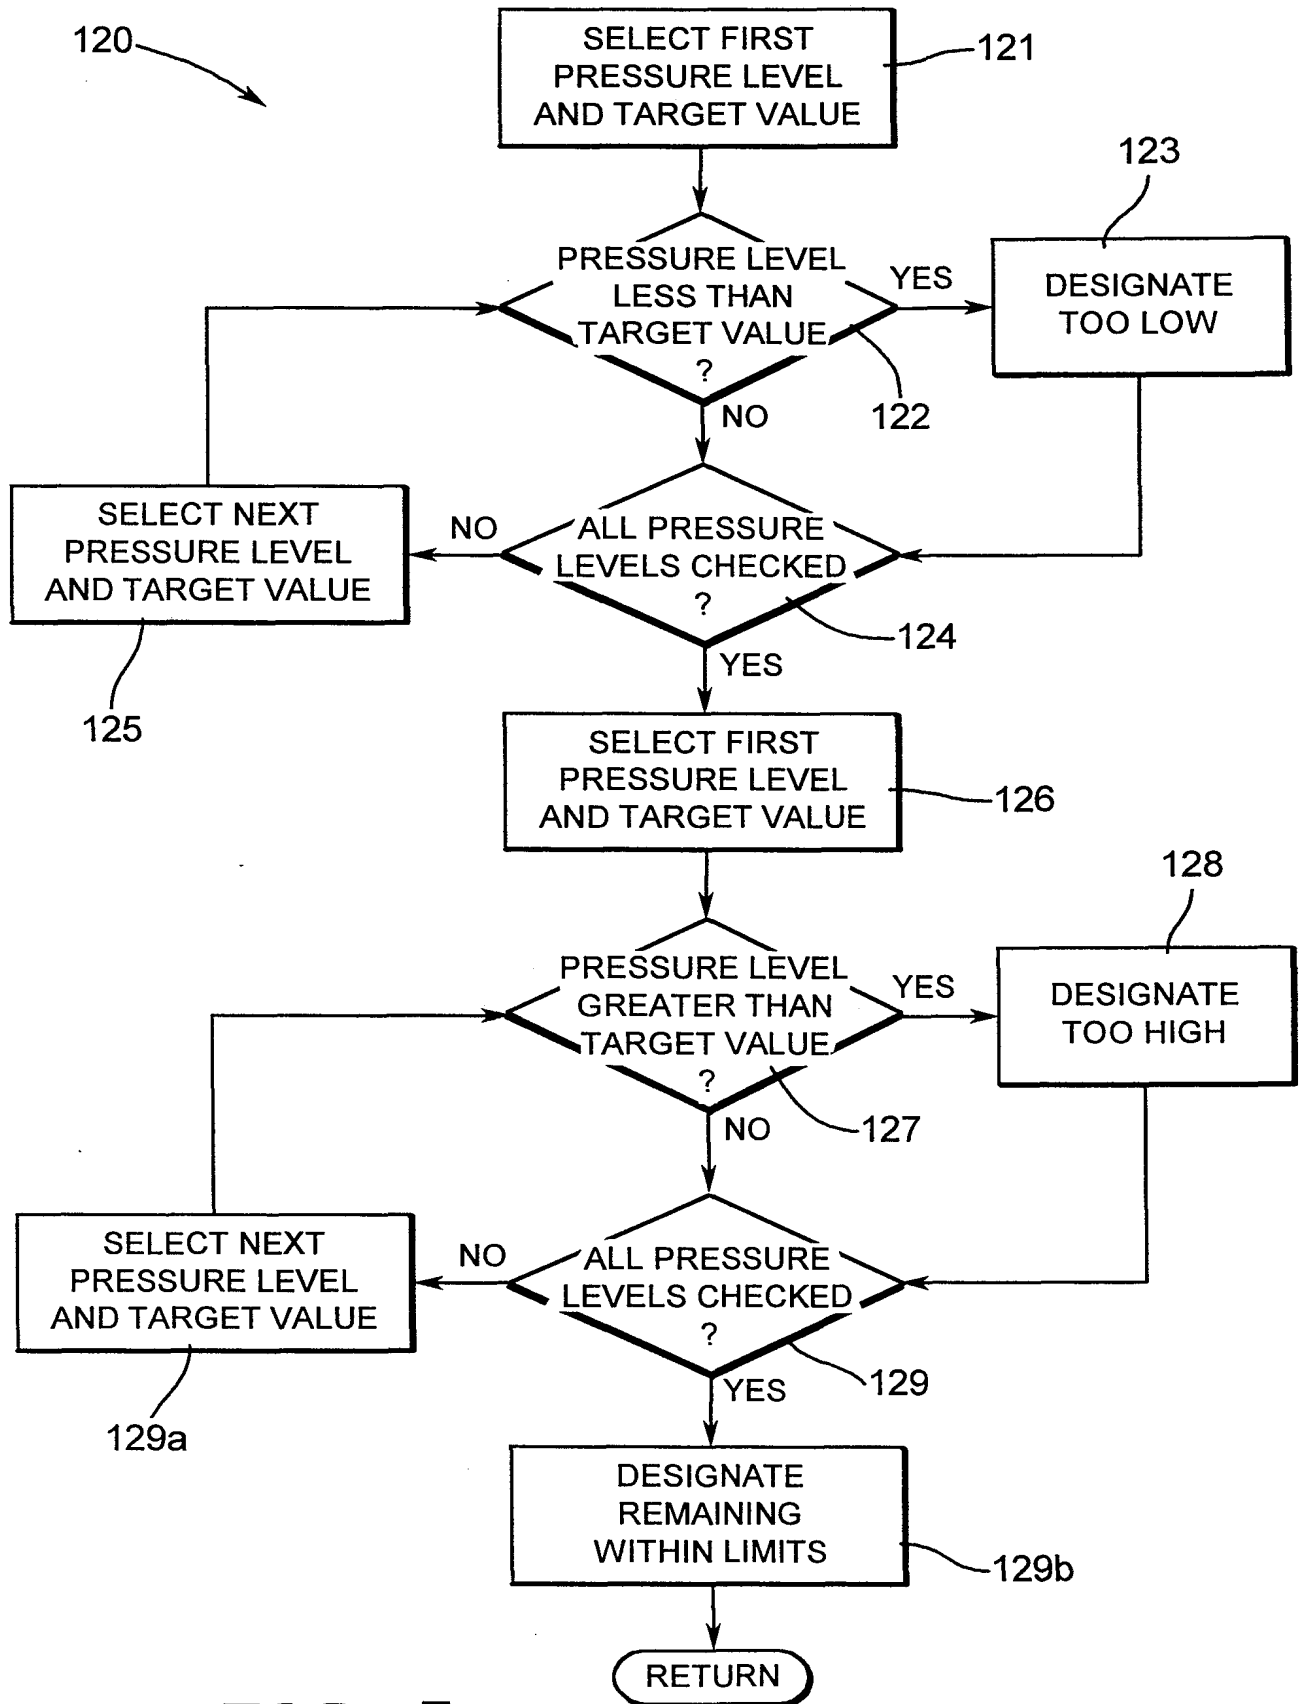 120
SELECT FIRST
PRESSURE LEVEL
AND TARGET VALUE
121
PRESSURE LEVEL
LESS THAN
TARGET VALUE
?
122
YES
NO
123
DESIGNATE
TOO LOW
ALL PRESSURE
LEVELS CHECKED
?
124
NO
YES
SELECT NEXT
PRESSURE LEVEL
AND TARGET VALUE
125
SELECT FIRST
PRESSURE LEVEL
AND TARGET VALUE
126
PRESSURE LEVEL
GREATER THAN
TARGET VALUE
?
127
YES
NO
128
DESIGNATE
TOO HIGH
ALL PRESSURE
LEVELS CHECKED
?
129
NO
YES
SELECT NEXT
PRESSURE LEVEL
AND TARGET VALUE
129a
DESIGNATE
REMAINING
WITHIN LIMITS
129b
RETURN